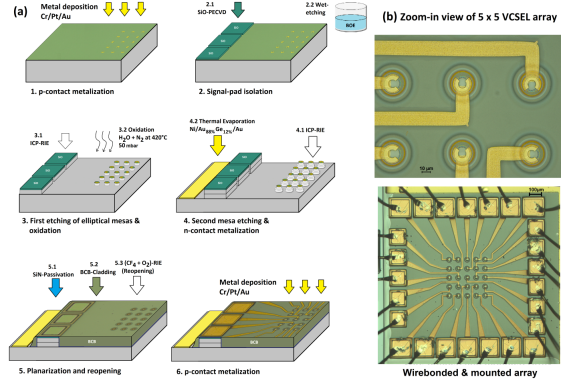 (a)
Metal deposition
Cr/Pt/Au
1. p-contact metalization
2.1
SiO-PECVD
2.2 Wet-
etching
BOE
2. Signal-pad isolation
3.1
ICP-RIE
3.2 Oxidation
H2O + N2 at 420°C
50 mbar
3. First etching of elliptical mesas &
oxidation
4.2 Thermal Evaporation
Ni/Au88%Ge12%/Au
4.1 ICP-RIE
4. Second mesa etching &
n-contact metalization
5.1
SiN-Passivation
5.2
BCB-Cladding
5.3 (CF4 + O2)-RIE
(Reopening)
BCB
5. Planarization and reopening
Metal deposition
Cr/Pt/Au
BCB
6. p-contact metalization
(b) Zoom-in view of 5 x 5 VCSEL array
10 µm
100µm
Wirebonded & mounted array